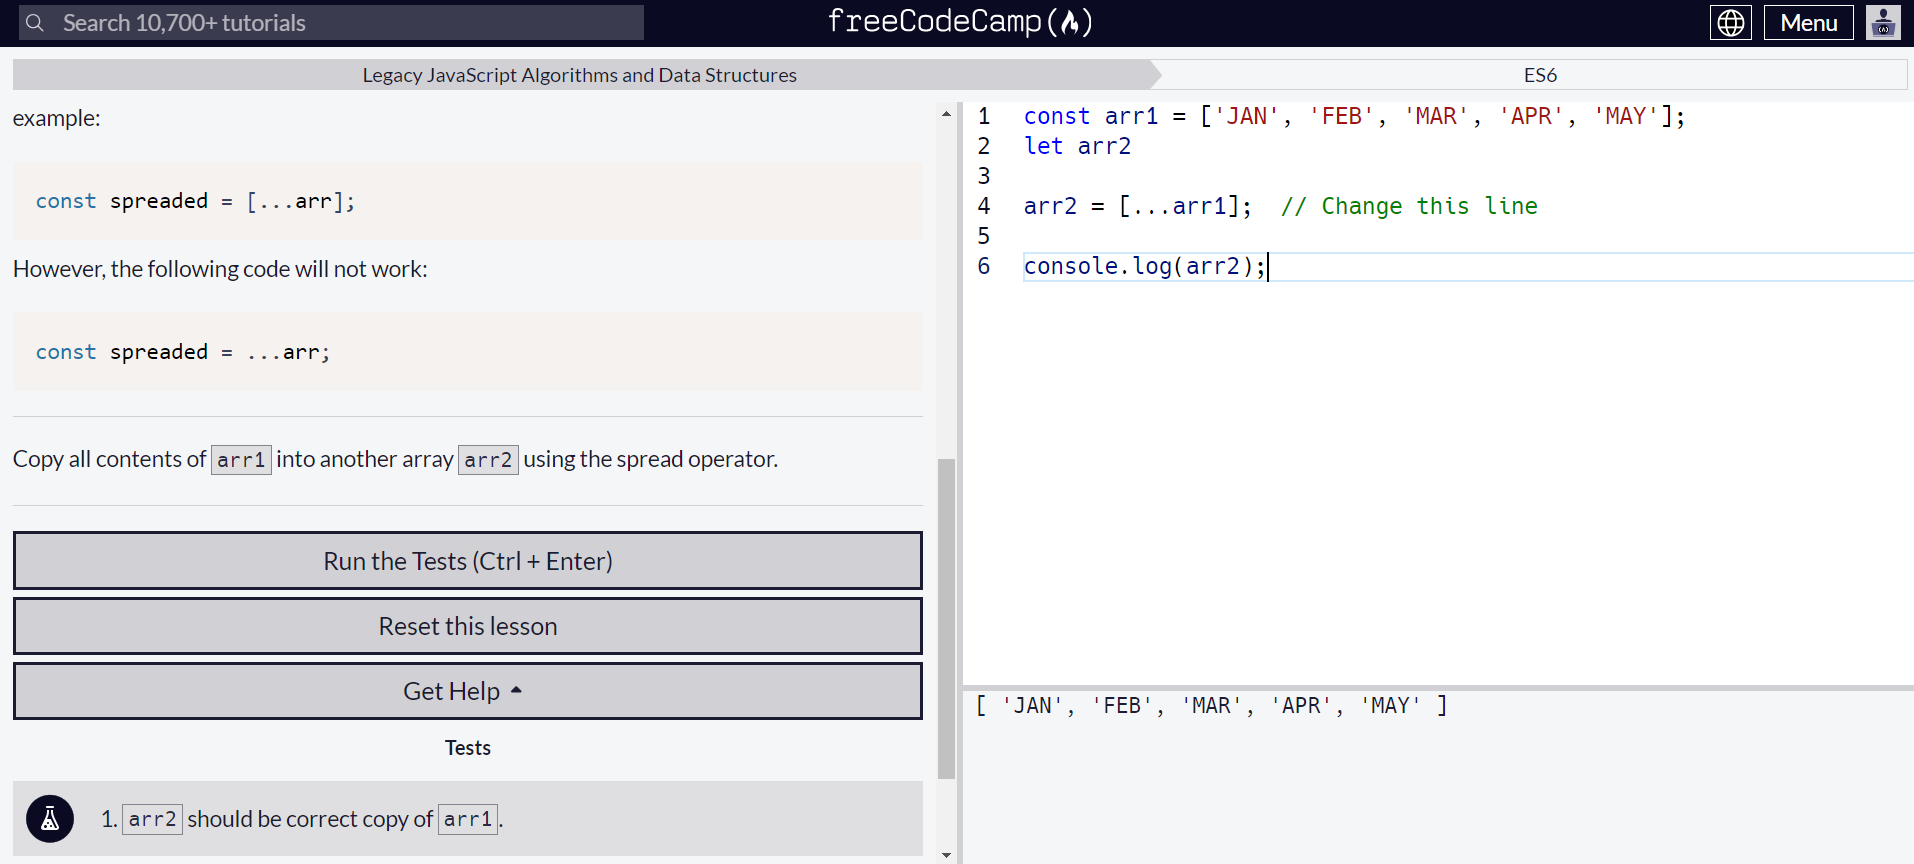 Search 10,700+ tutorials
freeCodeCamp
Menu
Legacy JavaScript Algorithms and Data Structures
ES6
example:
const spreaded = [...arr];
However, the following code will not work:
const spreaded = ...arr;
Copy all contents of arr1 into another array arr2 using the spread operator.
Run the Tests (Ctrl + Enter)
Reset this lesson
Get Help
Tests
1. arr2 should be correct copy of arr1.
1 const arr1 = ['JAN', 'FEB', 'MAR', 'APR', 'MAY'];
2 let arr2
3
4 arr2 = [...arr1];  // Change this line
5
6 console.log(arr2);
[ 'JAN', 'FEB', 'MAR', 'APR', 'MAY' ]